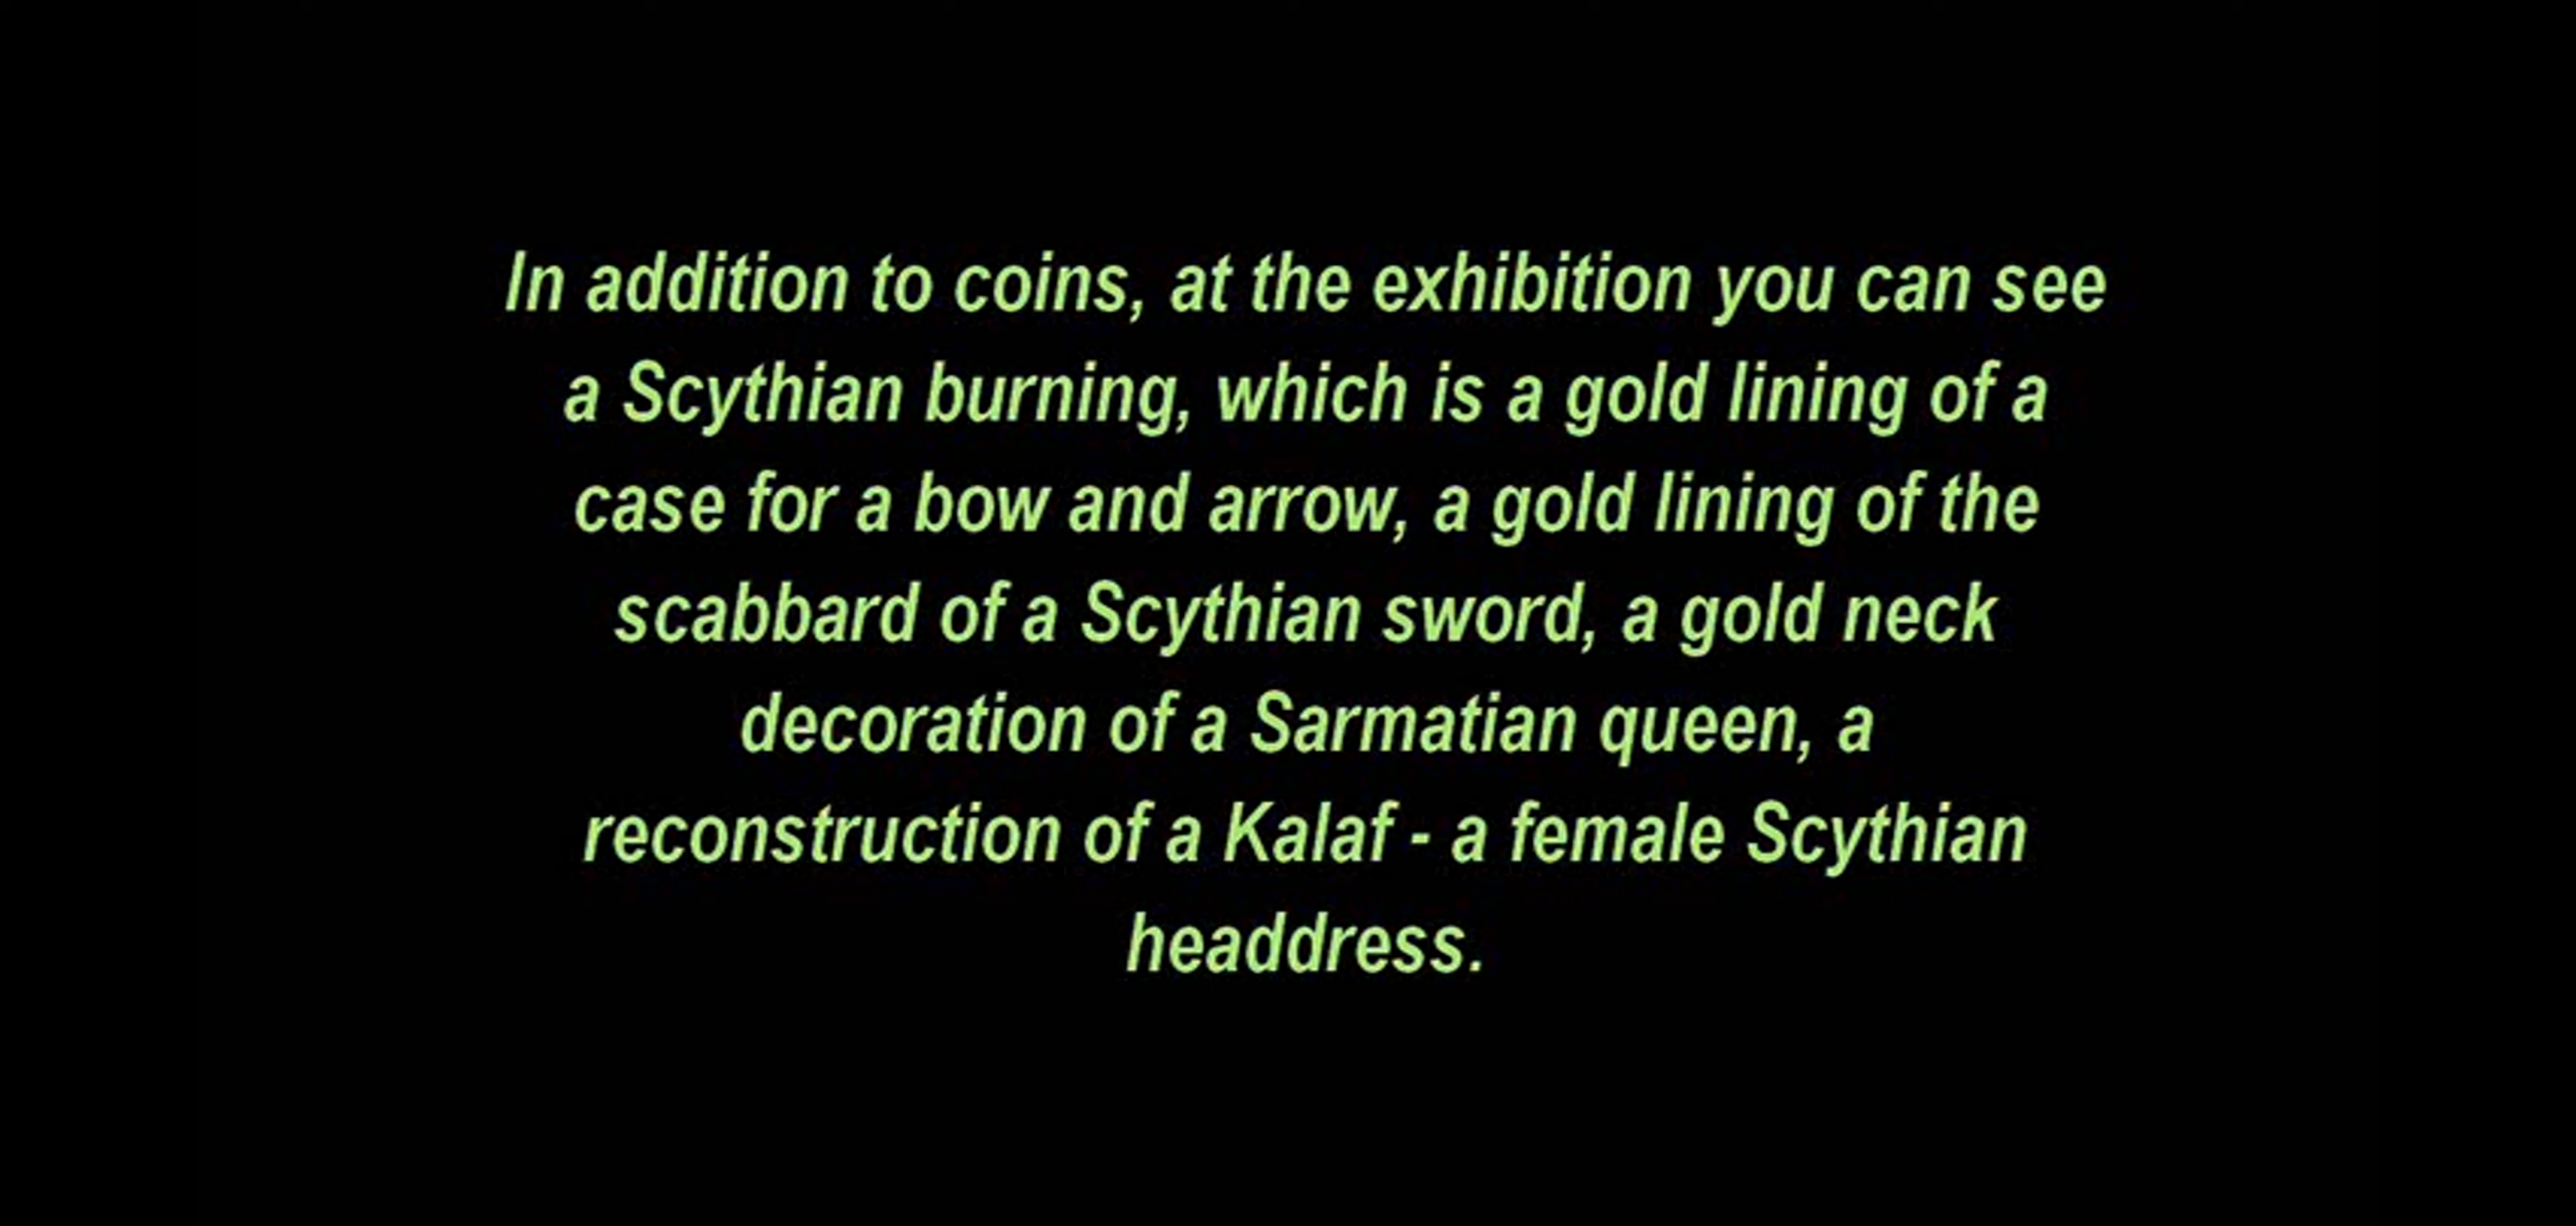 In addition to coins, at the exhibition you can see
a Scythian burning, which is a gold lining of a
case for a bow and arrow, a gold lining of the
scabbard of a Scythian sword, a gold neck
decoration of a Sarmatian queen, a
reconstruction of a Kalaf - a female Scythian
headdress.